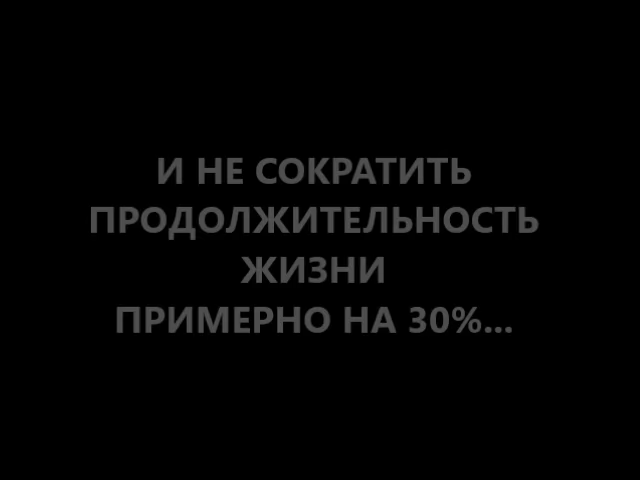 И НЕ СОКРАТИТЬ
ПРОДОЛЖИТЕЛЬНОСТЬ
ЖИЗНИ
ПРИМЕРНО НА 30%...